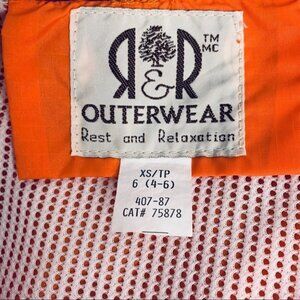 R&R TM
MC
OUTERWEAR
Rest and Relaxation
XS/TP
6 (4-6)
407-87
CAT# 75878